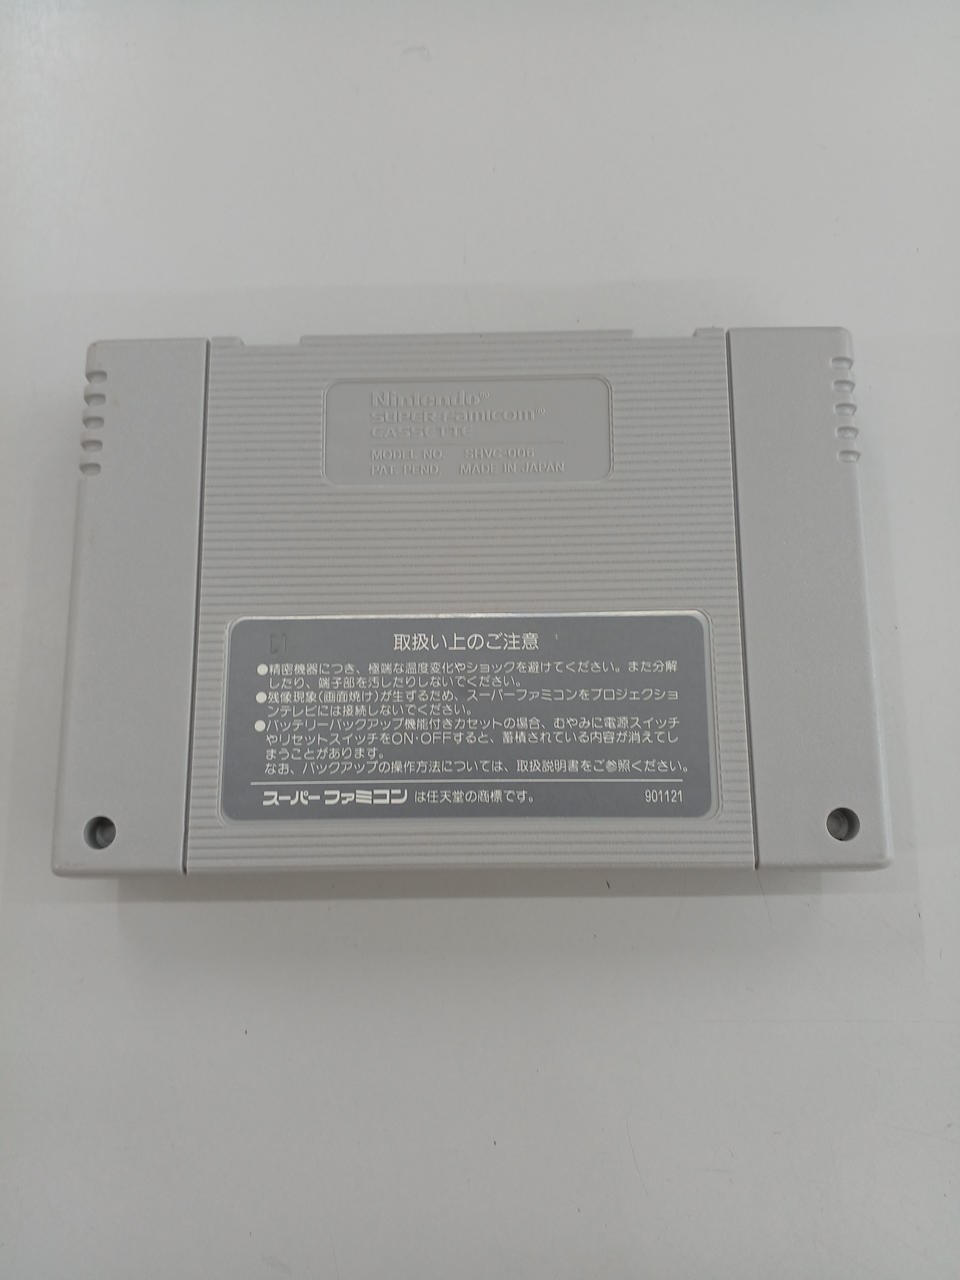 Nintendo®
SUPER Famicom®
CASSETTE
MODEL NO. SHVC-006
PAT. PEND. MADE IN JAPAN
取扱い上のご注意
●精密機器につき、極端な温度変化やショックを避けてください。また分解
したり、端子部を汚したりしないでください。
●残像現象(画面焼け)が生ずるため、スーパーファミコンをプロジェクショ
ンテレビには接続しないでください。
●バッテリーバックアップ機能付きカセットの場合、むやみに電源スイッチ
やリセットスイッチをON・OFFすると、蓄積されている内容が消えてし
まうことがあります。
なお、バックアップの操作方法については、取扱説明書をご参照ください。
スーパーファミコンは任天堂の商標です。 901121